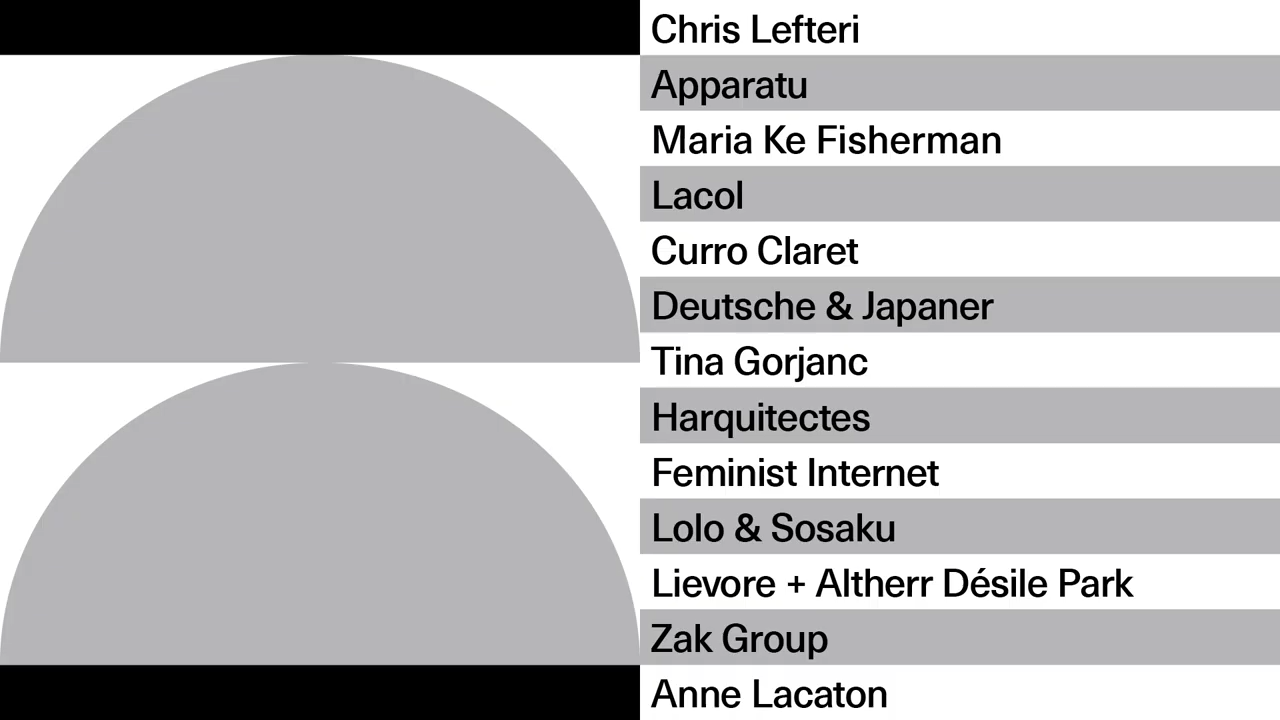 Chris Lefteri
Apparatu
Maria Ke Fisherman
Lacol
Curro Claret
Deutsche & Japaner
Tina Gorjanc
Harquitectes
Feminist Internet
Lolo & Sosaku
Lievore + Altherr Désile Park
Zak Group
Anne Lacaton